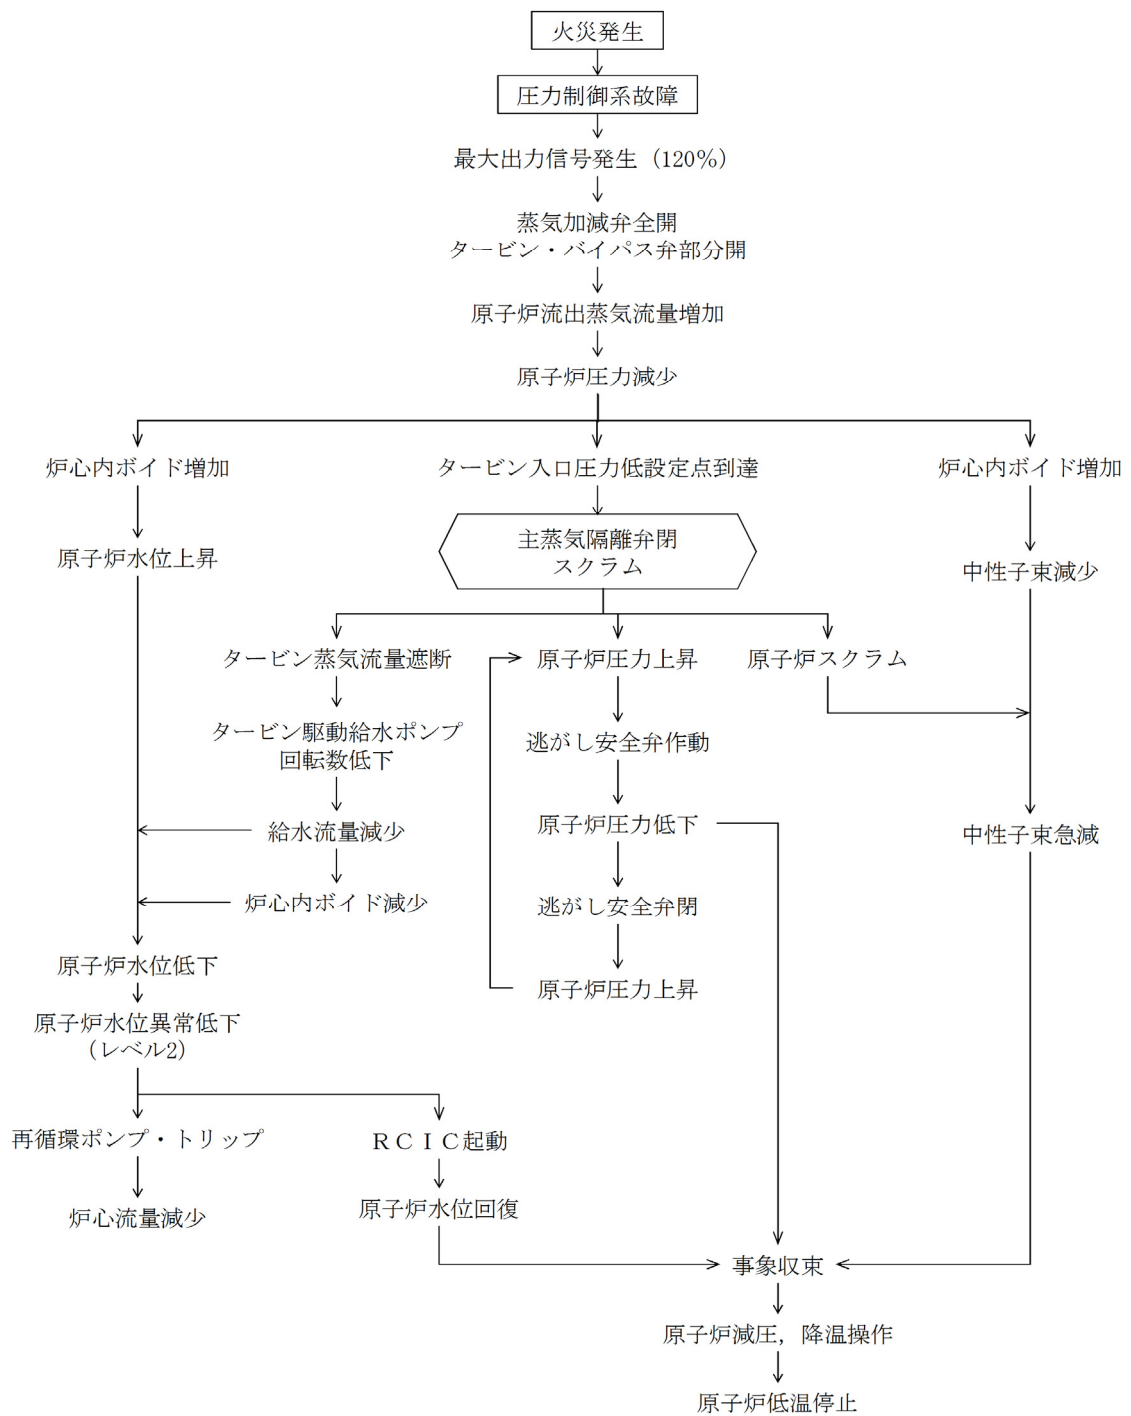 火災発生
圧力制御系故障
最大出力信号発生（120％）
蒸気加減弁全開
タービン・バイパス弁部分開
原子炉流出蒸気流量増加
原子炉圧力減少
炉心内ボイド増加
タービン入口圧力低設定点到達
炉心内ボイド増加
主蒸気隔離弁閉
スクラム
原子炉水位上昇
中性子束減少
タービン蒸気流量遮断
原子炉圧力上昇
原子炉スクラム
タービン駆動給水ポンプ
回転数低下
逃がし安全弁作動
給水流量減少
原子炉圧力低下
中性子束急減
炉心内ボイド減少
逃がし安全弁閉
原子炉水位低下
原子炉圧力上昇
原子炉水位異常低下
（レベル2）
再循環ポンプ・トリップ
ＲＣＩＣ起動
炉心流量減少
原子炉水位回復
事象収束
原子炉減圧，降温操作
原子炉低温停止